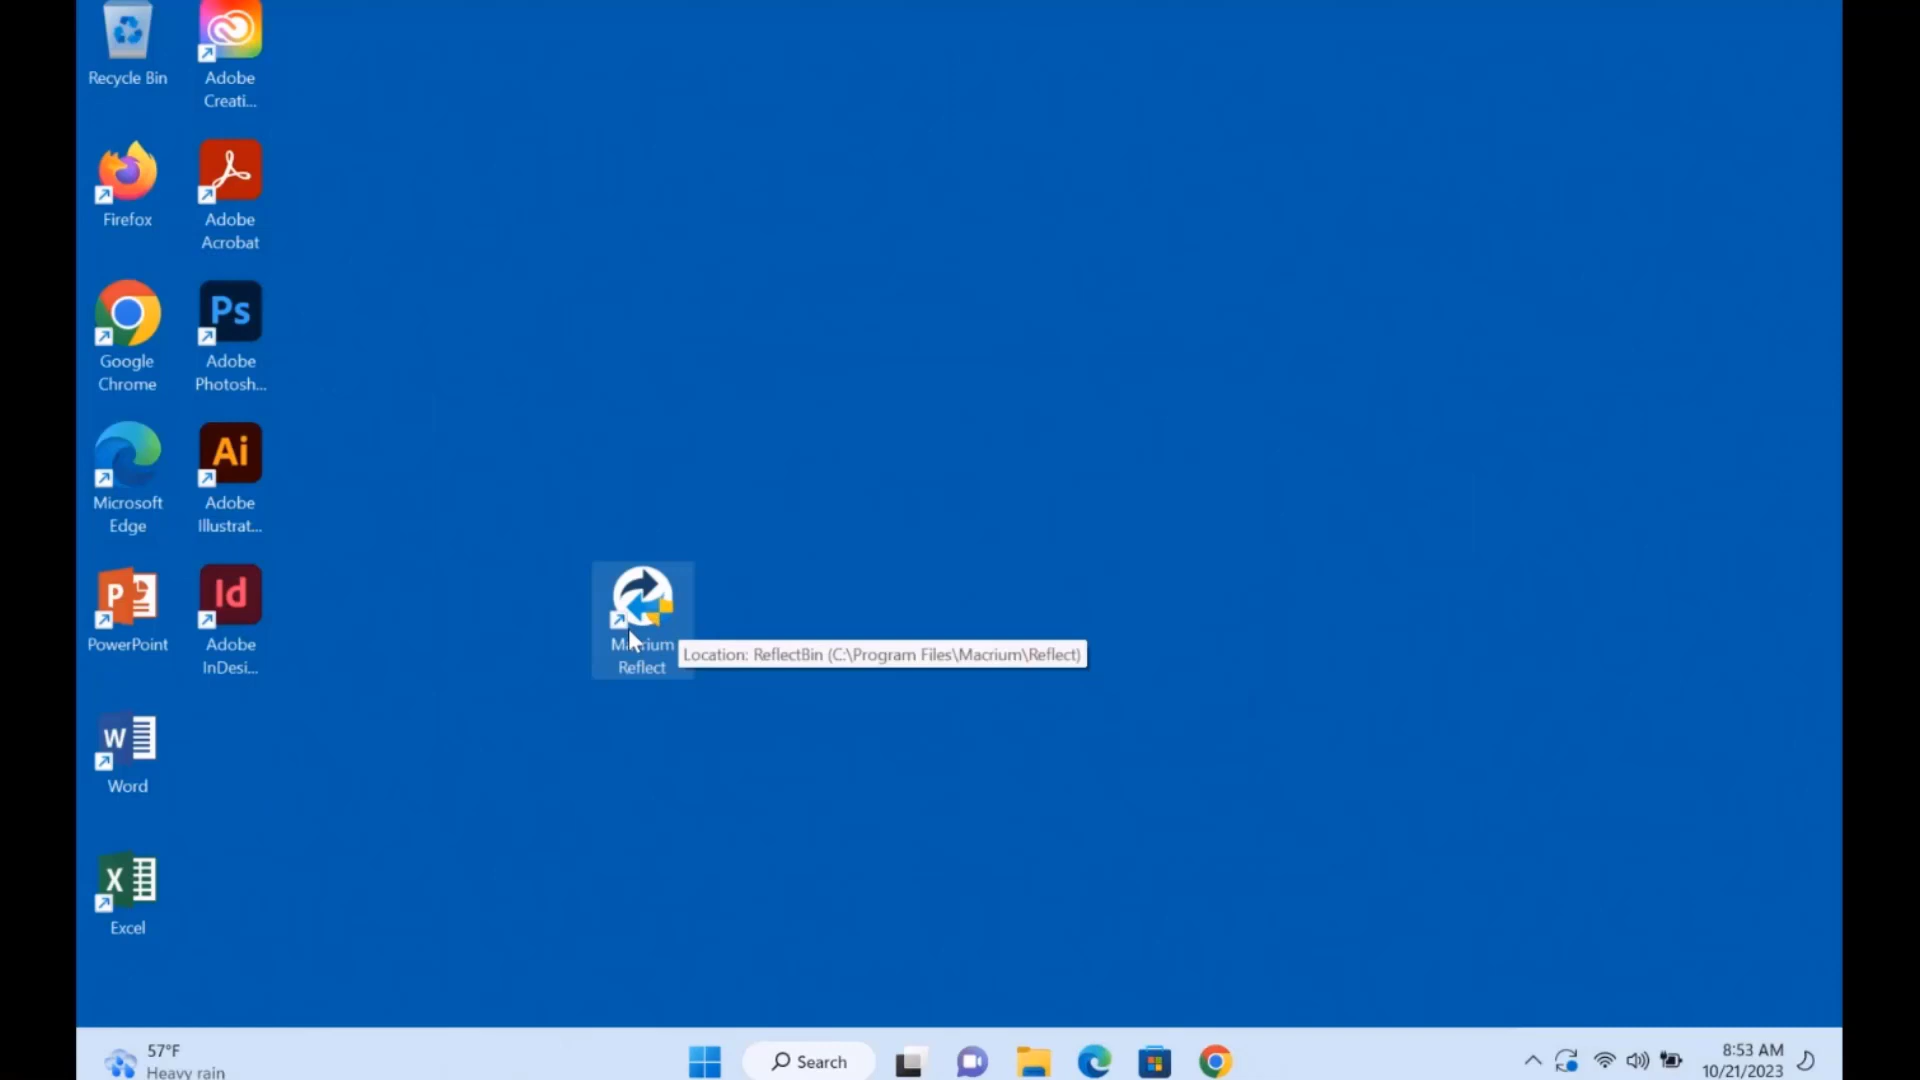 Recycle Bin
Adobe
Creati...
Firefox
Adobe
Acrobat
Google
Chrome
Ps
Adobe
Photosh...
Microsoft
Edge
Ai
Adobe
Illustrat...
P
PowerPoint
Id
Adobe
InDesi...
W
Word
X
Excel
Macrium
Reflect
Location: ReflectBin (C:\Program Files\Macrium\Reflect)
57°F
Heavy rain
Search
8:53 AM
10/21/2023